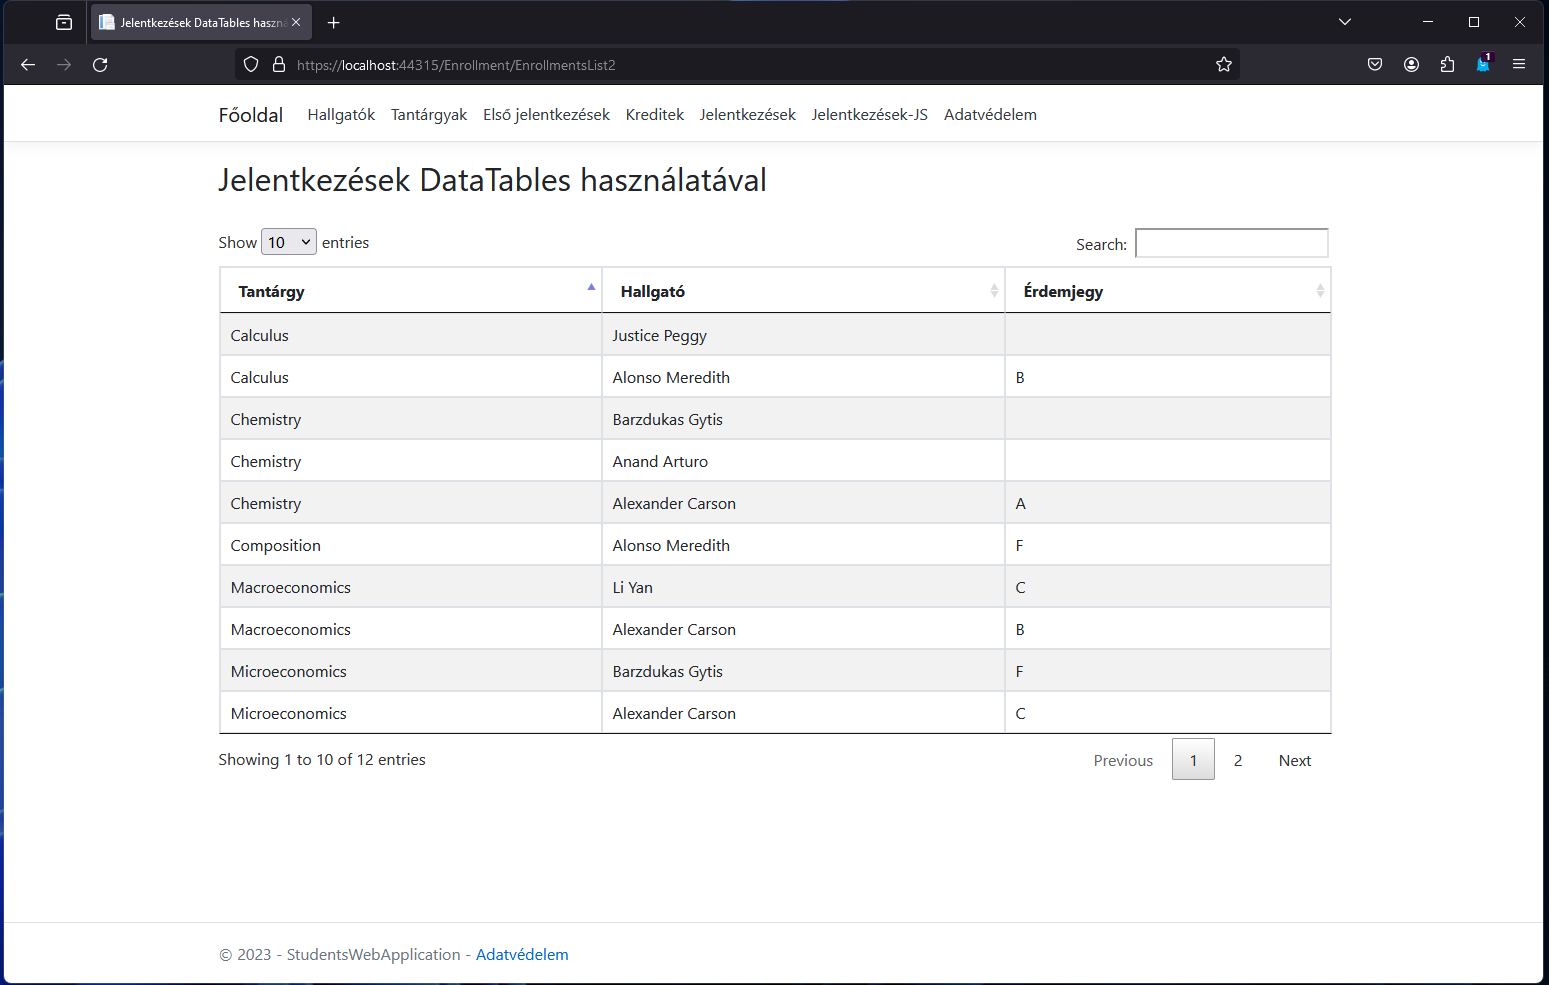 Jelentkezések DataTables haszn
1
https://localhost:44315/Enrollment/EnrollmentsList2
Főoldal Hallgatók Tantárgyak Első jelentkezések Kreditek Jelentkezések Jelentkezések-JS Adatvédelem
Jelentkezések DataTables használatával
Show 10 entries Search:
Tantárgy Hallgató Érdemjegy
Calculus Justice Peggy
Calculus Alonso Meredith B
Chemistry Barzdukas Gytis
Chemistry Anand Arturo
Chemistry Alexander Carson A
Composition Alonso Meredith F
Macroeconomics Li Yan C
Macroeconomics Alexander Carson B
Microeconomics Barzdukas Gytis F
Microeconomics Alexander Carson C
Showing 1 to 10 of 12 entries Previous 1 2 Next
© 2023 - StudentsWebApplication - Adatvédelem